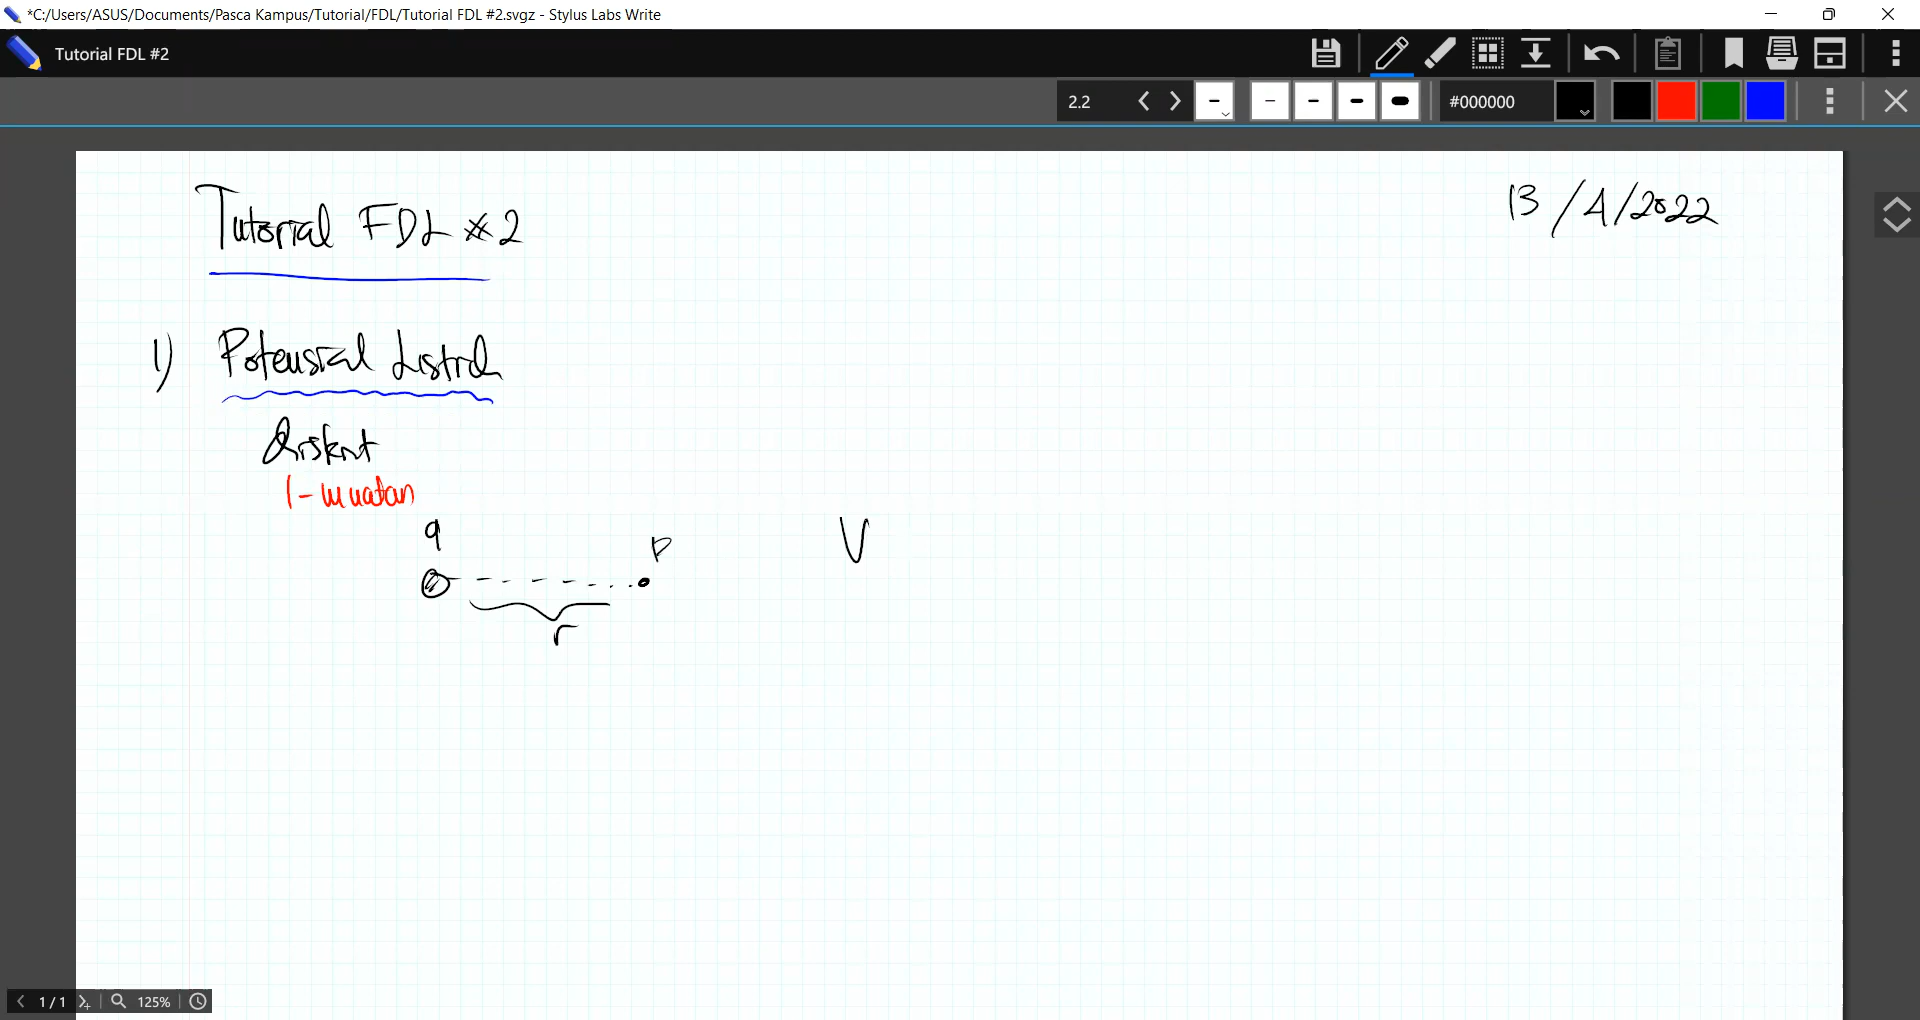 *C:/Users/ASUS/Documents/Pasca Kampus/Tutorial/FDL/Tutorial FDL #2.svgz - Stylus Labs Write
Tutorial FDL #2
2.2
#000000
Tutorial FDL #2
13/4/2022
1) Potensial Listrik
diskrit
1-muatan
q
P
V
r
1/1
125%